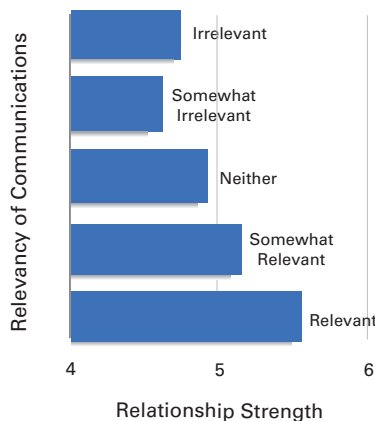 Relevancy of Communications
Irrelevant
Somewhat
Irrelevant
Neither
Somewhat
Relevant
Relevant
4
5
6
Relationship Strength